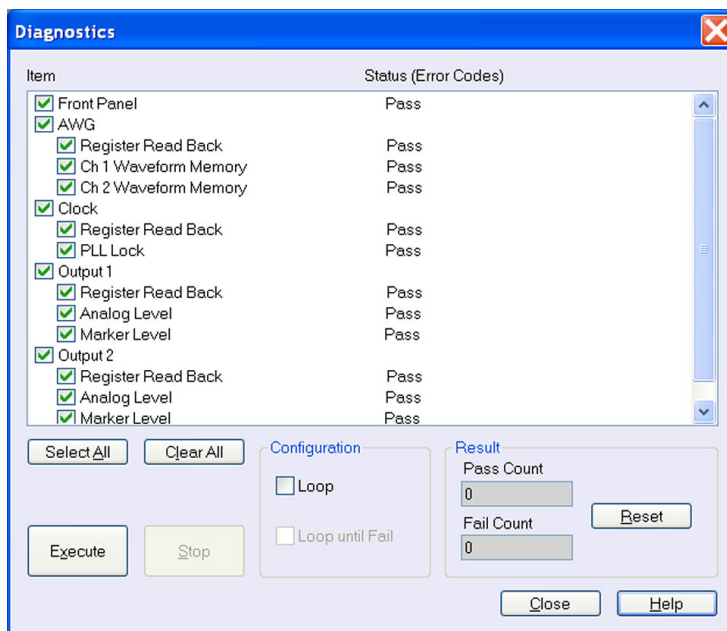 Diagnostics
Item Status (Error Codes)
Front Panel Pass
AWG
Register Read Back Pass
Ch 1 Waveform Memory Pass
Ch 2 Waveform Memory Pass
Clock
Register Read Back Pass
PLL Lock Pass
Output 1
Register Read Back Pass
Analog Level Pass
Marker Level Pass
Output 2
Register Read Back Pass
Analog Level Pass
Marker Level Pass
Select All Clear All
Configuration
Loop
Loop until Fail
Result
Pass Count
0
Fail Count
0
Reset
Execute Stop
Close Help